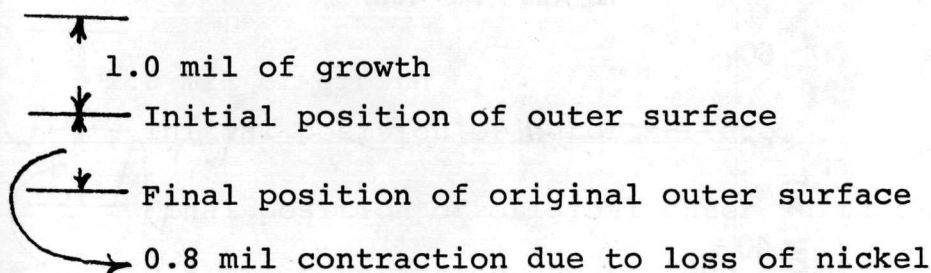 1.0 mil of growth
Initial position of outer surface
Final position of original outer surface
0.8 mil contraction due to loss of nickel